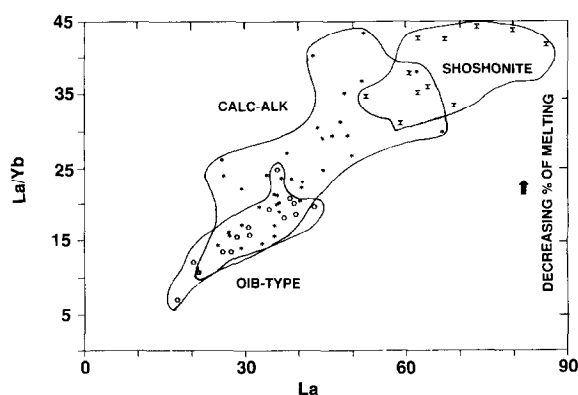 45
35
25
15
5
La/Yb
CALC-ALK
SHOSHONITE
OIB-TYPE
DECREASING % OF MELTING
0
30
60
90
La